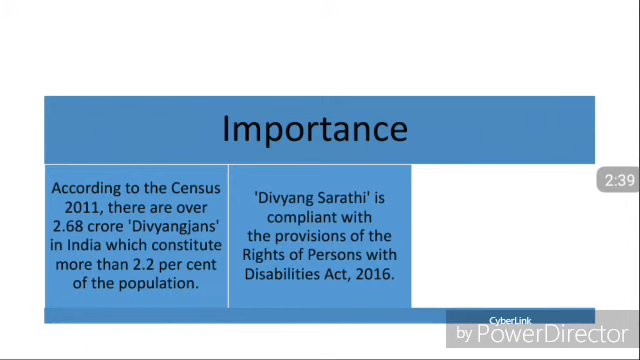 Importance
According to the Census
2011, there are over
2.68 crore 'Divyangjans'
in India which constitute
more than 2.2 per cent
of the population.
'Divyang Sarathi' is
compliant with
the provisions of the
Rights of Persons with
Disabilities Act, 2016.
2:39
CyberLink
by PowerDirector